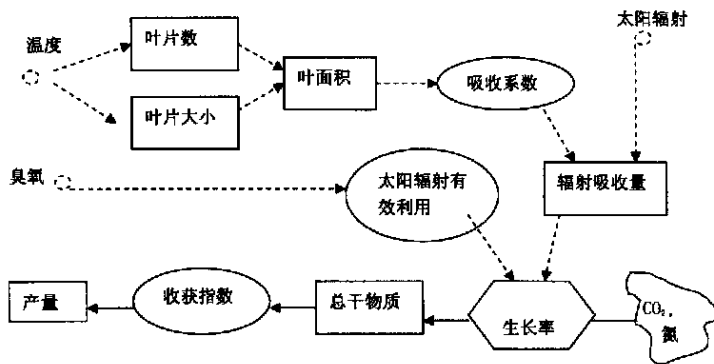 温度
叶片数
叶片大小
叶面积
吸收系数
太阳辐射
臭氧
太阳辐射有
效利用
辐射吸收量
产量
收获指数
总干物质
生长率
CO₂，
氮